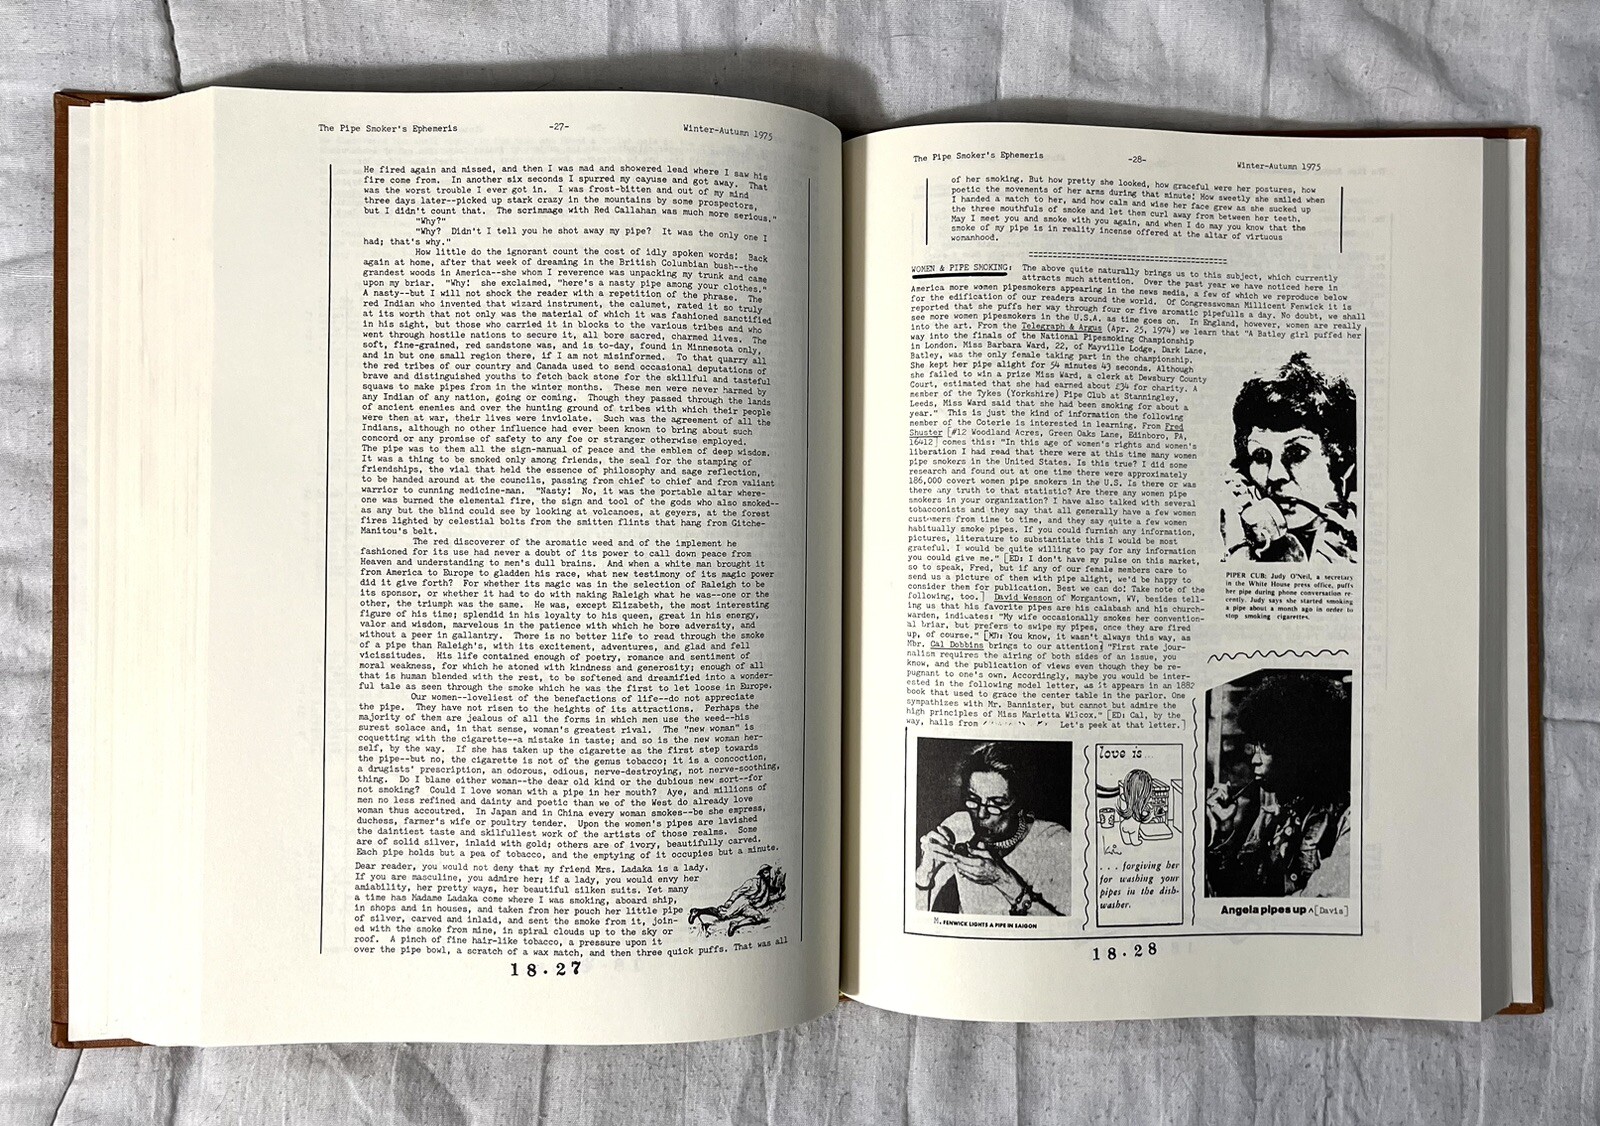 The Pipe Smoker's Ephemeris -27- Winter-Autumn 1975
He fired again and missed, and then I was mad and showered lead where I saw his
fire come from. In another six seconds I spurred my cayuse and got away. That
was the worst trouble I ever got in. I was frost-bitten and out of my mind
three days later--picked up stark crazy in the mountains by some prospectors,
but I didn't count that. The scrimmage with Red Callahan was much more serious."
"Why?"
"Why? Didn't I tell you he shot away my pipe? It was the only one I
had; that's why."
How little do the ignorant count the cost of idly spoken words! Back
again at home, after that week of dreaming in the British Columbian bush--the
grandest woods in America--she whom I reverence was unpacking my trunk and came
upon my briar. "Why! she exclaimed, "here's a nasty pipe among your clothes."
A nasty--but I will not shock the reader with a repetition of the phrase. The
red Indian who invented that wizard instrument, the calumet, rated it so truly
at its worth that not only was the material of which it was fashioned sanctified
in his sight, but those who carried it in blocks to the various tribes and who
went through hostile nations to secure it, all bore sacred, charmed lives. The
soft, fine-grained, red sandstone was, and is to-day, found in Minnesota only,
and in but one small region there, if I am not misinformed. To that quarry all
the red tribes of our country and Canada used to send occasional deputations of
brave and distinguished youths to fetch back stone for the skillful and tasteful
squaws to make pipes from in the winter months. These men were never harmed by
any Indian of any nation, going or coming. Though they passed through the lands
of ancient enemies and over the hunting ground of tribes with which their people
were then at war, their lives were inviolate. Such was the agreement of all the
Indians, although no other influence had ever been known to bring about such
concord or any promise of safety to any foe or stranger otherwise employed.
The pipe was to them all the sign-manual of peace and the emblem of deep wisdom.
It was a thing to be smoked only among friends, the seal for the stamping of
friendships, the vial that held the essence of philosophy and sage reflection,
to be handed around at the councils, passing from chief to chief and from valiant
warrior to cunning medicine-man. "Nasty! No, it was the portable altar where-
one was burned the elemental fire, the sign and tool of the gods who also smoked--
as any but the blind could see by looking at volcanoes, at geyers, at the forest
fires lighted by celestial bolts from the smitten flints that hang from Gitche-
Manitou's belt.
The red discoverer of the aromatic weed and of the implement he
fashioned for its use had never a doubt of its power to call down peace from
Heaven and understanding to men's dull brains. And when a white man brought it
from America to Europe to gladden his race, what new testimony of its magic power
did it give forth? For whether its magic was in the selection of Raleigh to be
its sponsor, or whether it had to do with making Raleigh what he was--one or the
other, the triumph was the same. He was, except Elizabeth, the most interesting
figure of his time; splendid in his loyalty to his queen, great in his energy,
valor and wisdom, marvelous in the patience with which he bore adversity, and
without a peer in gallantry. There is no better life to read through the smoke
of a pipe than Raleigh's, with its excitement, adventures, and glad and fell
vicissitudes. His life contained enough of poetry, romance and sentiment of
moral weakness, for which he atoned with kindness and generosity; enough of all
that is human blended with the rest, to be softened and dreamified into a wonder-
ful tale as seen through the smoke which he was the first to let loose in Europe.
Our women--loveliest of the benefactions of life--do not appreciate
the pipe. They have not risen to the heights of its attractions. Perhaps the
majority of them are jealous of all the forms in which men use the weed--his
surest solace and, in that sense, woman's greatest rival. The "new woman" is
coquetting with the cigarette--a mistake in taste; and so is the new woman her-
self, by the way. If she has taken up the cigarette as the first step towards
the pipe--but no, the cigarette is not of the genus tobacco; it is a concoction,
a drugists' prescription, an odorous, odious, nerve-destroying, not nerve-soothing,
thing. Do I blame either woman--the dear old kind or the dubious new sort--for
not smoking? Could I love woman with a pipe in her mouth? Aye, and millions of
men no less refined and dainty and poetic than we of the West do already love
woman thus accoutred. In Japan and in China every woman smokes--be she empress,
duchess, farmer's wife or poultry tender. Upon the women's pipes are lavished
the daintiest taste and skilfullest work of the artists of those realms. Some
are of solid silver, inlaid with gold; others are of ivory, beautifully carved.
Each pipe holds but a pea of tobacco, and the emptying of it occupies but a minute.
Dear reader, you would not deny that my friend Mrs. Ladaka is a lady.
If you are masculine, you admire her; if a lady, you would envy her
amiability, her pretty ways, her beautiful silken suits. Yet many
a time has Madame Ladaka come where I was smoking, aboard ship,
in shops and in houses, and taken from her pouch her little pipe
of silver, carved and inlaid, and sent the smoke from it, join-
ed with the smoke from mine, in spiral clouds up to the sky or
roof. A pinch of fine hair-like tobacco, a pressure upon it
over the pipe bowl, a scratch of a wax match, and then three quick puffs. That was all
18.27
The Pipe Smoker's Ephemeris -28- Winter-Autumn 1975
of her smoking. But how pretty she looked, how graceful were her postures, how
poetic the movements of her arms during that minute! How sweetly she smiled when
I handed a match to her, and how calm and wise her face grew as she sucked up
the three mouthfuls of smoke and let them curl away from between her teeth.
May I meet you and smoke with you again, and when I do may you know that the
smoke of my pipe is in reality incense offered at the altar of virtuous
womanhood.
WOMEN & PIPE SMOKING: The above quite naturally brings us to this subject, which currently
attracts much attention. Over the past year we have noticed here in
America more women pipesmokers appearing in the news media, a few of which we reproduce below
for the edification of our readers around the world. Of Congresswoman Millicent Fenwick it is
reported that she puffs her way through four or five aromatic pipefulls a day. No doubt, we shall
see more women pipesmokers in the U.S.A. as time goes on. In England, however, women are really
into the art. From the Telegraph & Argus (Apr. 25, 1974) we learn that "A Batley girl puffed her
way into the finals of the National Pipesmoking Championship
in London. Miss Barbara Ward, 22, of Mayville Lodge, Dark Lane,
Batley, was the only female taking part in the championship.
She kept her pipe alight for 54 minutes 43 seconds. Although
she failed to win a prize Miss Ward, a clerk at Dewsbury County
Court, estimated that she had earned about £34 for charity. A
member of the Tykes (Yorkshire) Pipe Club at Stanningley,
Leeds, Miss Ward said that she had been smoking for about a
year." This is just the kind of information the following
member of the Coterie is interested in learning. From Fred
Shuster [#12 Woodland Acres, Green Oaks Lane, Edinboro, PA,
16412] comes this: "In this age of women's rights and women's
liberation I had read that there were at this time many women
pipe smokers in the United States. Is this true? I did some
research and found out at one time there were approximately
186,000 covert women pipe smokers in the U.S. Is there or was
there any truth to that statistic? Are there any women pipe
smokers in your organization? I have also talked with several
tobacconists and they say that all generally have a few women
customers from time to time, and they say quite a few women
habitually smoke pipes. If you could furnish any information,
pictures, literature to substantiate this I would be most
grateful. I would be quite willing to pay for any information
you could give me." [ED: I don't have my pulse on this market,
so to speak, Fred, but if any of our female members care to
send us a picture of them with pipe alight, we'd be happy to
consider them for publication. Best we can do! Take note of the
following, too.] David Wesson of Morgantown, WV, besides tell-
ing us that his favorite pipes are his calabash and his church-
warden, indicates: "My wife occasionally smokes her convention-
al briar, but prefers to swipe my pipes, once they are fired
up, of course." [ED: You know, it wasn't always this way, as
Mbr. Cal Dobbins brings to our attention] "First rate jour-
nalism requires the airing of both sides of an issue, you
know, and the publication of views even though they be re-
pugnant to one's own. Accordingly, maybe you would be inter-
ested in the following model letter, as it appears in an 1882
book that used to grace the center table in the parlor. One
sympathizes with Mr. Bannister, but cannot but admire the
high principles of Miss Marietta Wilcox." [ED: Cal, by the
way, hails from Let's peek at that letter.]
PIPER CUB: Judy O'Neil, a secretary
in the White House press office, puffs
her pipe during phone conversation re-
cently. Judy says she started smoking
a pipe about a month ago in order to
stop smoking cigarettes.
M. FENWICK LIGHTS A PIPE IN SAIGON
love is...
. . . forgiving her
for washing your
pipes in the dish-
washer.
Angela pipes up ^[Davis]
18.28